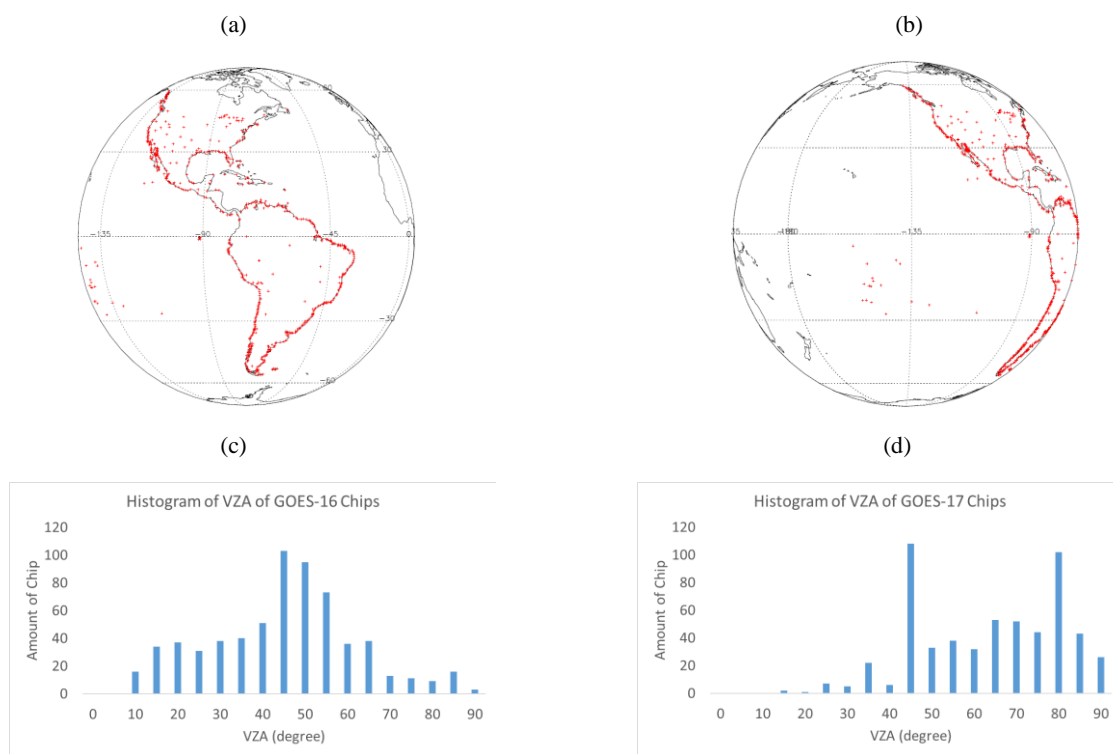 (a)
(b)
30
-135
-90
-45
0
-30
-60
-135
-90
(c)
(d)
Histogram of VZA of GOES-16 Chips
120
100
80
60
40
20
0
Amount of Chip
0 10 20 30 40 50 60 70 80 90
VZA (degree)
Histogram of VZA of GOES-17 Chips
120
100
80
60
40
20
0
Amount of Chip
0 10 20 30 40 50 60 70 80 90
VZA (degree)